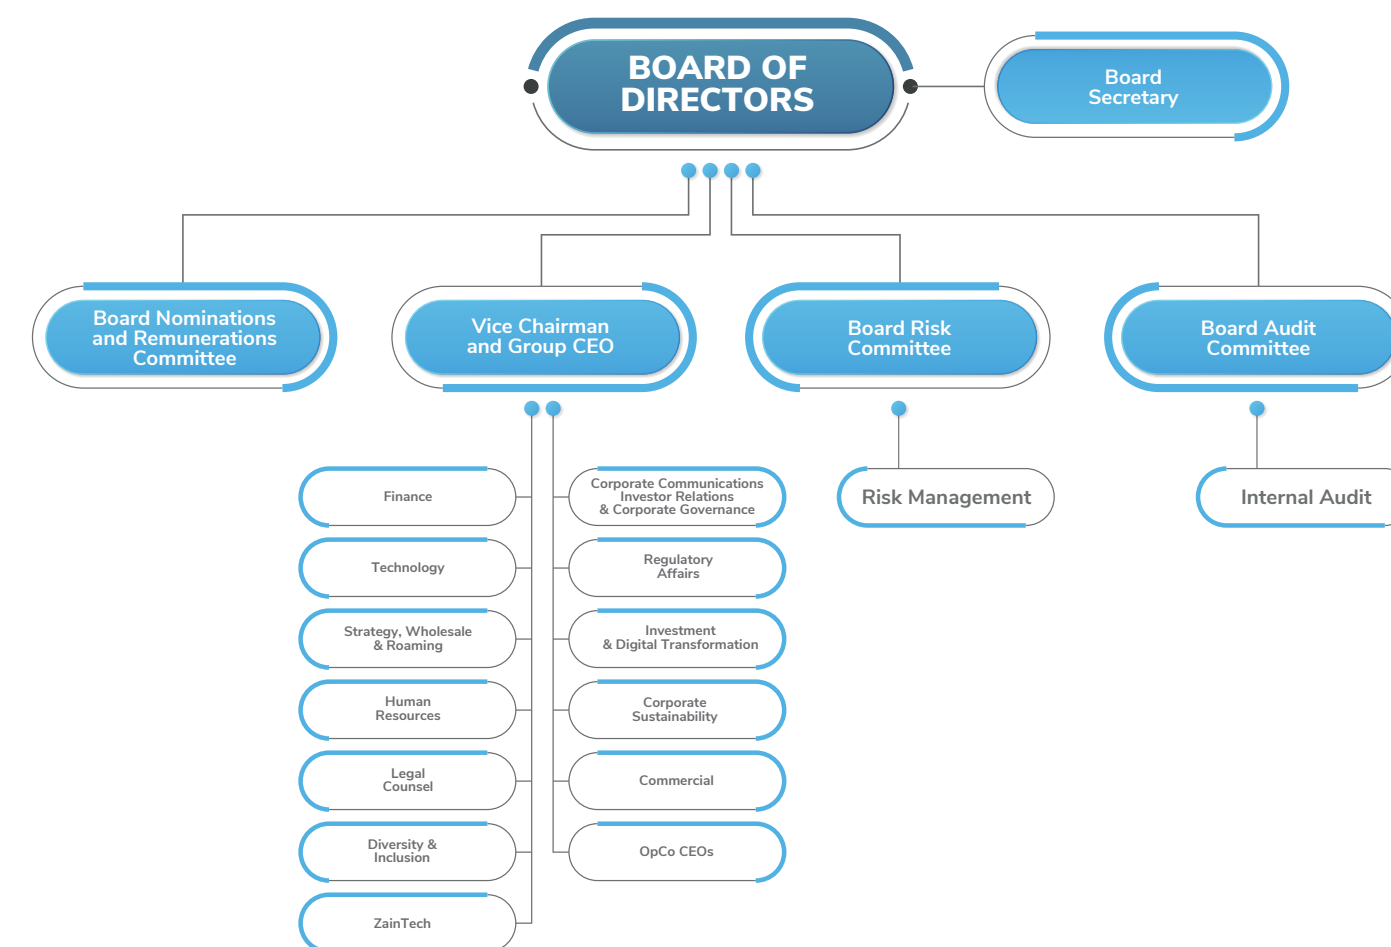 BOARD OF
DIRECTORS
Board
Secretary
Board Nominations
and Remunerations
Committee
Vice Chairman
and Group CEO
Board Risk
Committee
Board Audit
Committee
Finance
Technology
Strategy, Wholesale
& Roaming
Human
Resources
Legal
Counsel
Diversity &
Inclusion
ZainTech
Corporate Communications
Investor Relations
& Corporate Governance
Regulatory
Affairs
Investment
& Digital Transformation
Corporate
Sustainability
Commercial
OpCo CEOs
Risk Management
Internal Audit